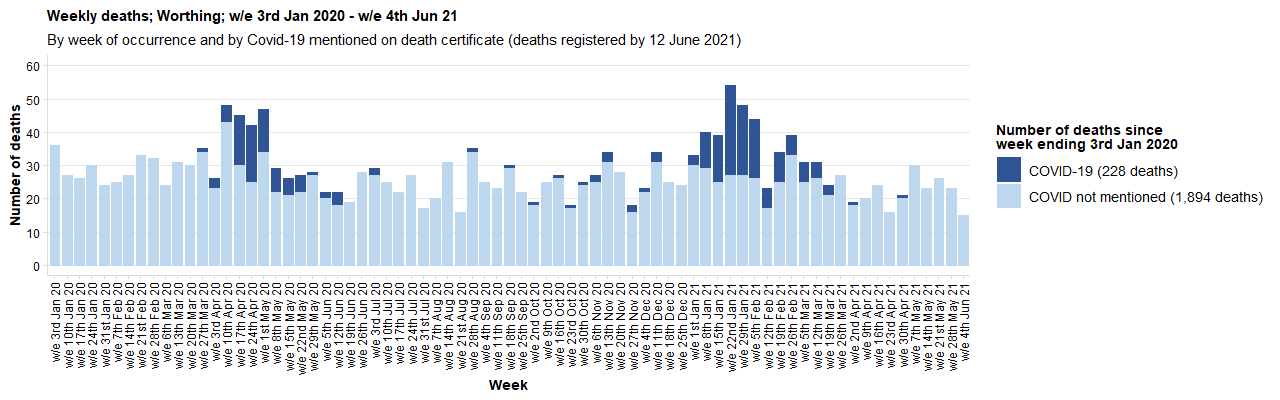 Weekly deaths; Worthing; w/e 3rd Jan 2020 - w/e 4th Jun 21
By week of occurrence and by Covid-19 mentioned on death certificate (deaths registered by 12 June 2021)
Number of deaths
60
50
40
30
20
10
0
w/e 3rd Jan 20
w/e 10th Jan 20
w/e 17th Jan 20
w/e 24th Jan 20
w/e 31st Jan 20
w/e 7th Feb 20
w/e 14th Feb 20
w/e 21st Feb 20
w/e 28th Feb 20
w/e 6th Mar 20
w/e 13th Mar 20
w/e 20th Mar 20
w/e 27th Mar 20
w/e 3rd Apr 20
w/e 10th Apr 20
w/e 17th Apr 20
w/e 24th Apr 20
w/e 1st May 20
w/e 8th May 20
w/e 15th May 20
w/e 22nd May 20
w/e 29th May 20
w/e 5th Jun 20
w/e 12th Jun 20
w/e 19th Jun 20
w/e 26th Jun 20
w/e 3rd Jul 20
w/e 10th Jul 20
w/e 17th Jul 20
w/e 24th Jul 20
w/e 31st Jul 20
w/e 7th Aug 20
w/e 14th Aug 20
w/e 21st Aug 20
w/e 28th Aug 20
w/e 4th Sep 20
w/e 11th Sep 20
w/e 18th Sep 20
w/e 25th Sep 20
w/e 2nd Oct 20
w/e 9th Oct 20
w/e 16th Oct 20
w/e 23rd Oct 20
w/e 30th Oct 20
w/e 6th Nov 20
w/e 13th Nov 20
w/e 20th Nov 20
w/e 27th Nov 20
w/e 4th Dec 20
w/e 11th Dec 20
w/e 18th Dec 20
w/e 25th Dec 20
w/e 1st Jan 21
w/e 8th Jan 21
w/e 15th Jan 21
w/e 22nd Jan 21
w/e 29th Jan 21
w/e 5th Feb 21
w/e 12th Feb 21
w/e 19th Feb 21
w/e 26th Feb 21
w/e 5th Mar 21
w/e 12th Mar 21
w/e 19th Mar 21
w/e 26th Mar 21
w/e 2nd Apr 21
w/e 9th Apr 21
w/e 16th Apr 21
w/e 23rd Apr 21
w/e 30th Apr 21
w/e 7th May 21
w/e 14th May 21
w/e 21st May 21
w/e 28th May 21
w/e 4th Jun 21
Week
Number of deaths since
week ending 3rd Jan 2020
COVID-19 (228 deaths)
COVID not mentioned (1,894 deaths)